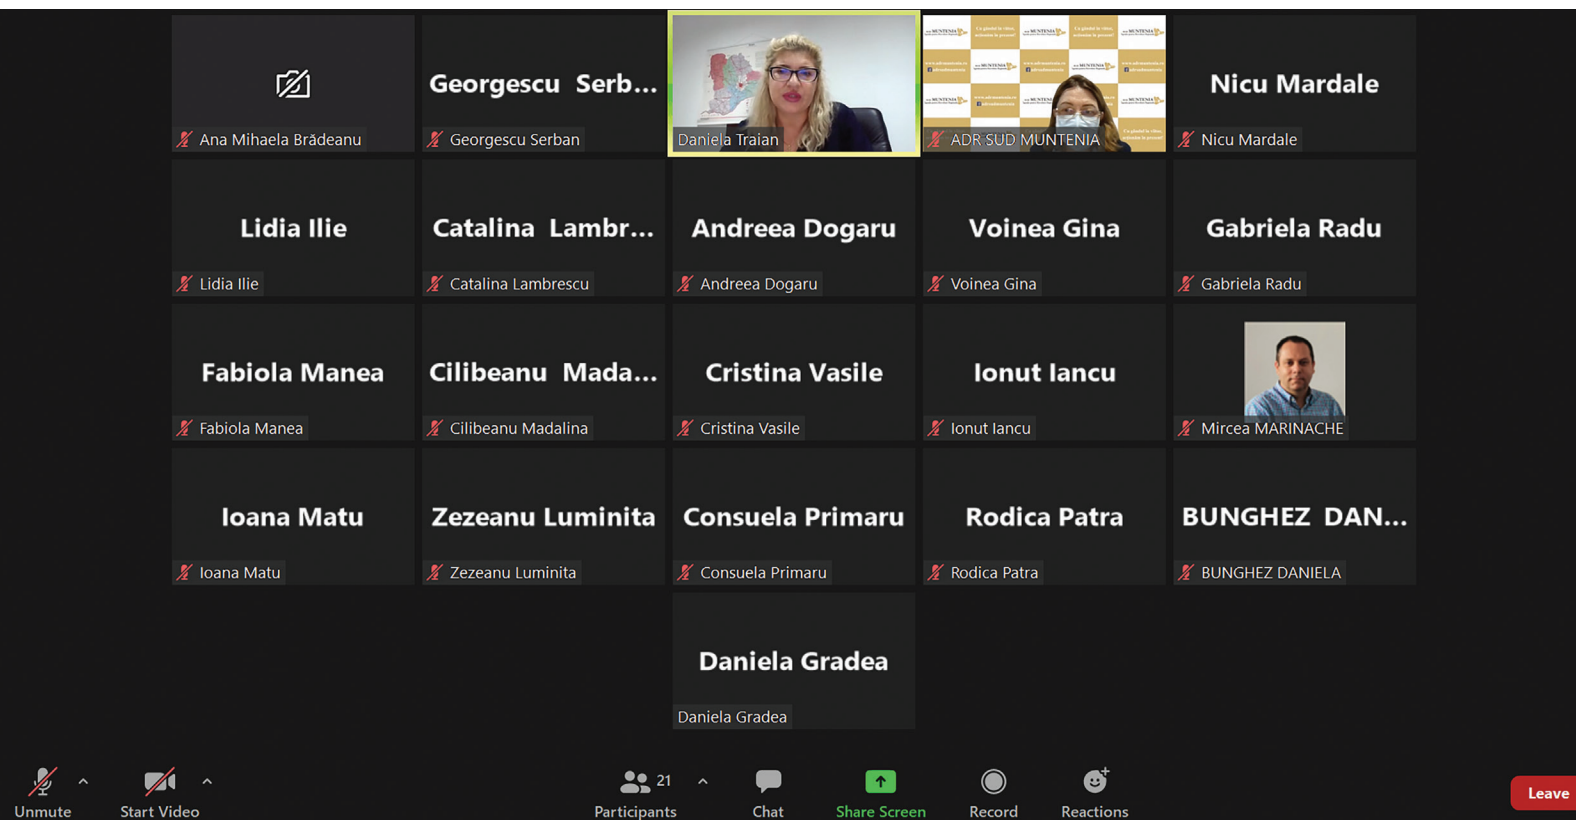 Georgescu Serb...
Ana Mihaela Brădeanu
Georgescu Serban
Daniela Traian
ADR SUD MUNTENIA
Nicu Mardale
Nicu Mardale
Lidia Ilie
Catalina Lambr...
Andreea Dogaru
Voinea Gina
Gabriela Radu
Lidia Ilie
Catalina Lambrescu
Andreea Dogaru
Voinea Gina
Gabriela Radu
Fabiola Manea
Cilibeanu Mada...
Cristina Vasile
Ionut Iancu
Fabiola Manea
Cilibeanu Madalina
Cristina Vasile
Ionut Iancu
Mircea MARINACHE
Ioana Matu
Zezeanu Luminita
Consuela Primaru
Rodica Patra
BUNGHEZ DAN...
Ioana Matu
Zezeanu Luminita
Consuela Primaru
Rodica Patra
BUNGHEZ DANIELA
Daniela Gradea
Daniela Gradea
21
Unmute
Start Video
Participants
Chat
Share Screen
Record
Reactions
Leave